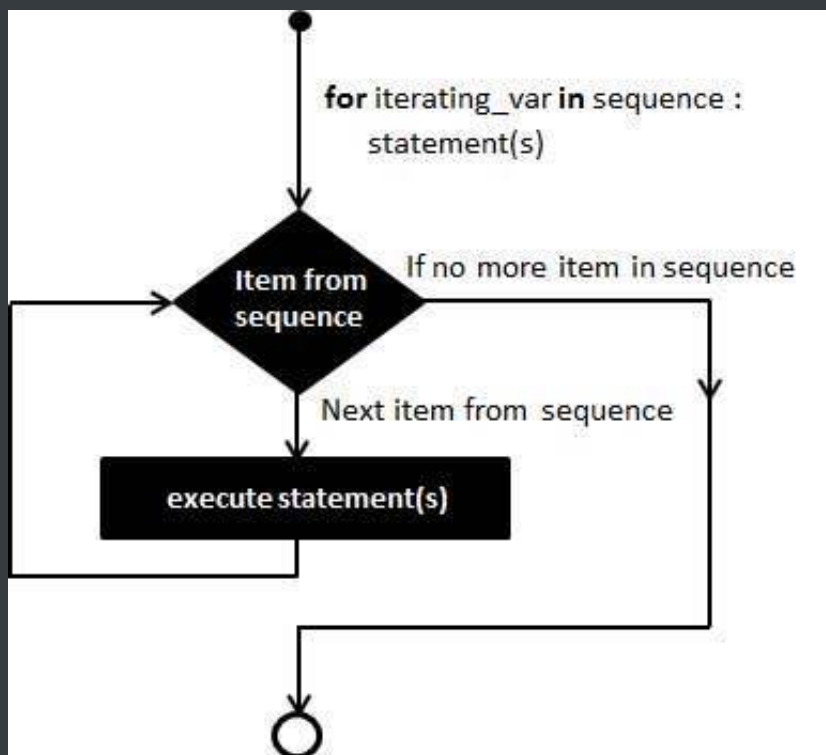 for iterating_var in sequence :
statement(s)
Item from
sequence
If no more item in sequence
Next item from sequence
execute statement(s)